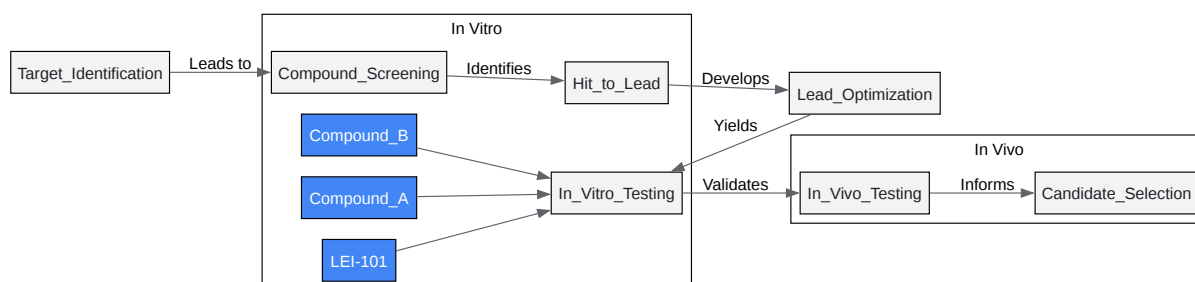 In Vitro
Target_Identification
Leads to
Compound_Screening
Identifies
Hit_to_Lead
Develops
Lead_Optimization
Yields
Compound_B
Compound_A
LEI-101
In_Vitro_Testing
Validates
In Vivo
In_Vivo_Testing
Informs
Candidate_Selection